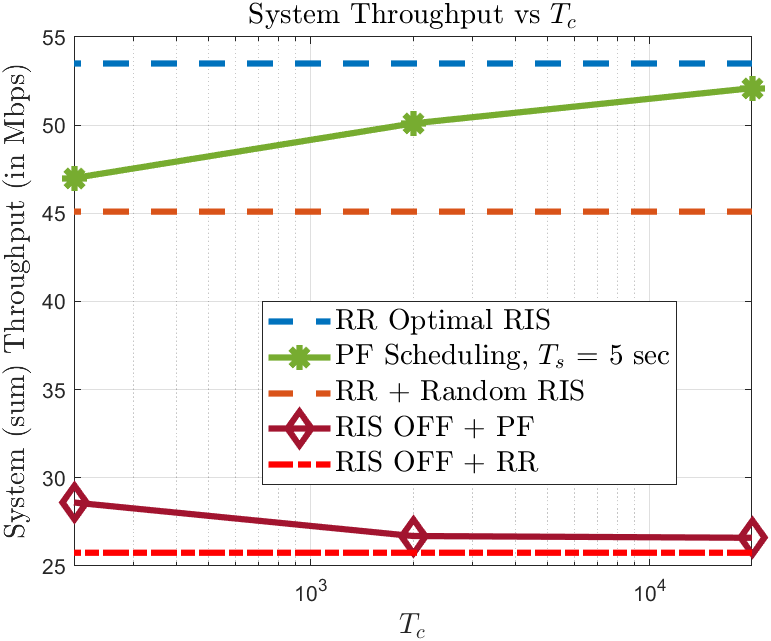 System Throughput vs T_c
System (sum) Throughput (in Mbps)
55
50
45
40
35
30
25
RR Optimal RIS
PF Scheduling, T_s = 5 sec
RR + Random RIS
RIS OFF + PF
RIS OFF + RR
10^3
10^4
T_c